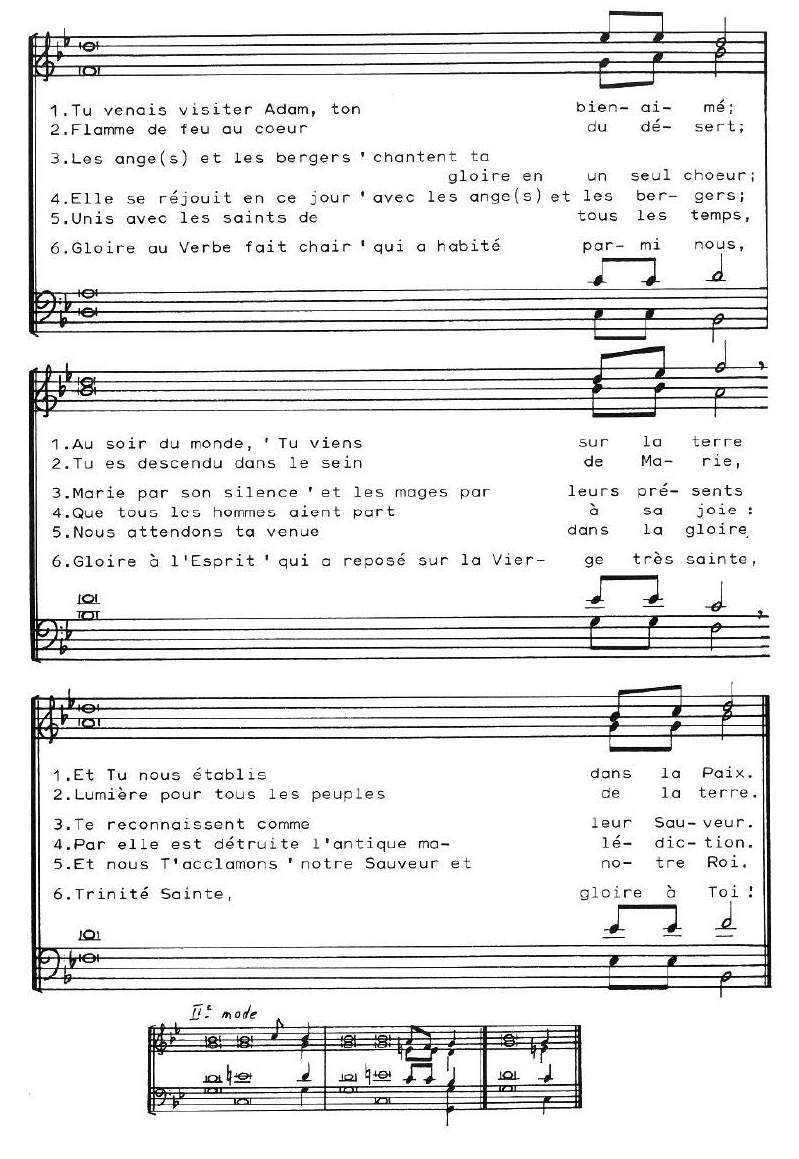 1.Tu venais visiter Adam, ton bien- ai- mé;
2.Flamme de feu au coeur du dé- sert;
3.Les ange(s) et les bergers 'chantent ta
gloire en un seul choeur;
4.Elle se réjouit en ce jour 'avec les ange(s) et les ber- gers;
5.Unis avec les saints de tous les temps,
6.Gloire au Verbe fait chair 'qui a habité par- mi nous,
1.Au soir du monde, 'Tu viens sur la terre
2.Tu es descendu dans le sein de Ma- rie,
3.Marie par son silence 'et les mages par leurs pré- sents
4.Que tous les hommes aient part à sa joie :
5.Nous attendons ta venue dans la gloire
6.Gloire à l'Esprit 'qui a reposé sur la Vier- ge très sainte,
1.Et Tu nous établis dans la Paix.
2.Lumière pour tous les peuples de la terre.
3.Te reconnaissent comme leur Sau- veur.
4.Par elle est détruite l'antique ma- lé- dic- tion.
5.Et nous T'acclamons 'notre Sauveur et no- tre Roi.
6.Trinité Sainte, gloire à Toi !
IIe mode